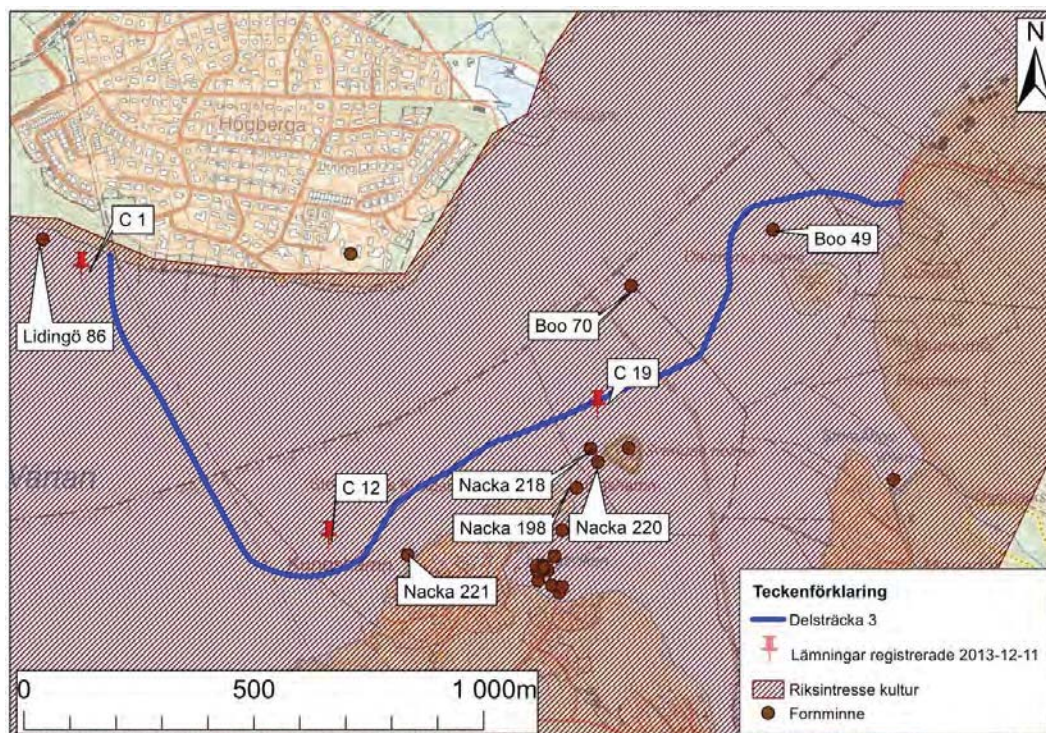 N
Högberga
C 1
Lidingö 86
Boo 49
Boo 70
C 19
Värtan
C 12
Nacka 218
Nacka 198
Nacka 220
Nacka 221
Teckenförklaring
Delsträcka 3
Lämningar registrerade 2013-12-11
Riksintresse kultur
Fornminne
0 500 1 000m